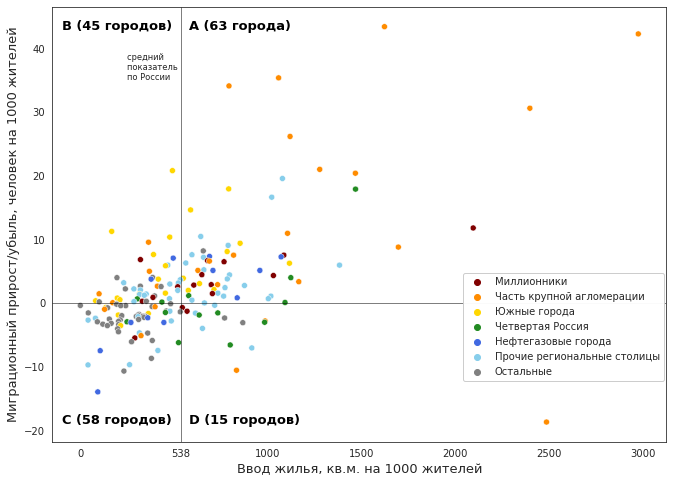 B (45 городов)
A (63 города)
средний
показатель
по России
Миграционный прирост/убыль, человек на 1000 жителей
40
30
20
10
0
−10
−20
Миллионники
Часть крупной агломерации
Южные города
Четвертая Россия
Нефтегазовые города
Прочие региональные столицы
Остальные
C (58 городов)
D (15 городов)
0 538 1000 1500 2000 2500 3000
Ввод жилья, кв.м. на 1000 жителей